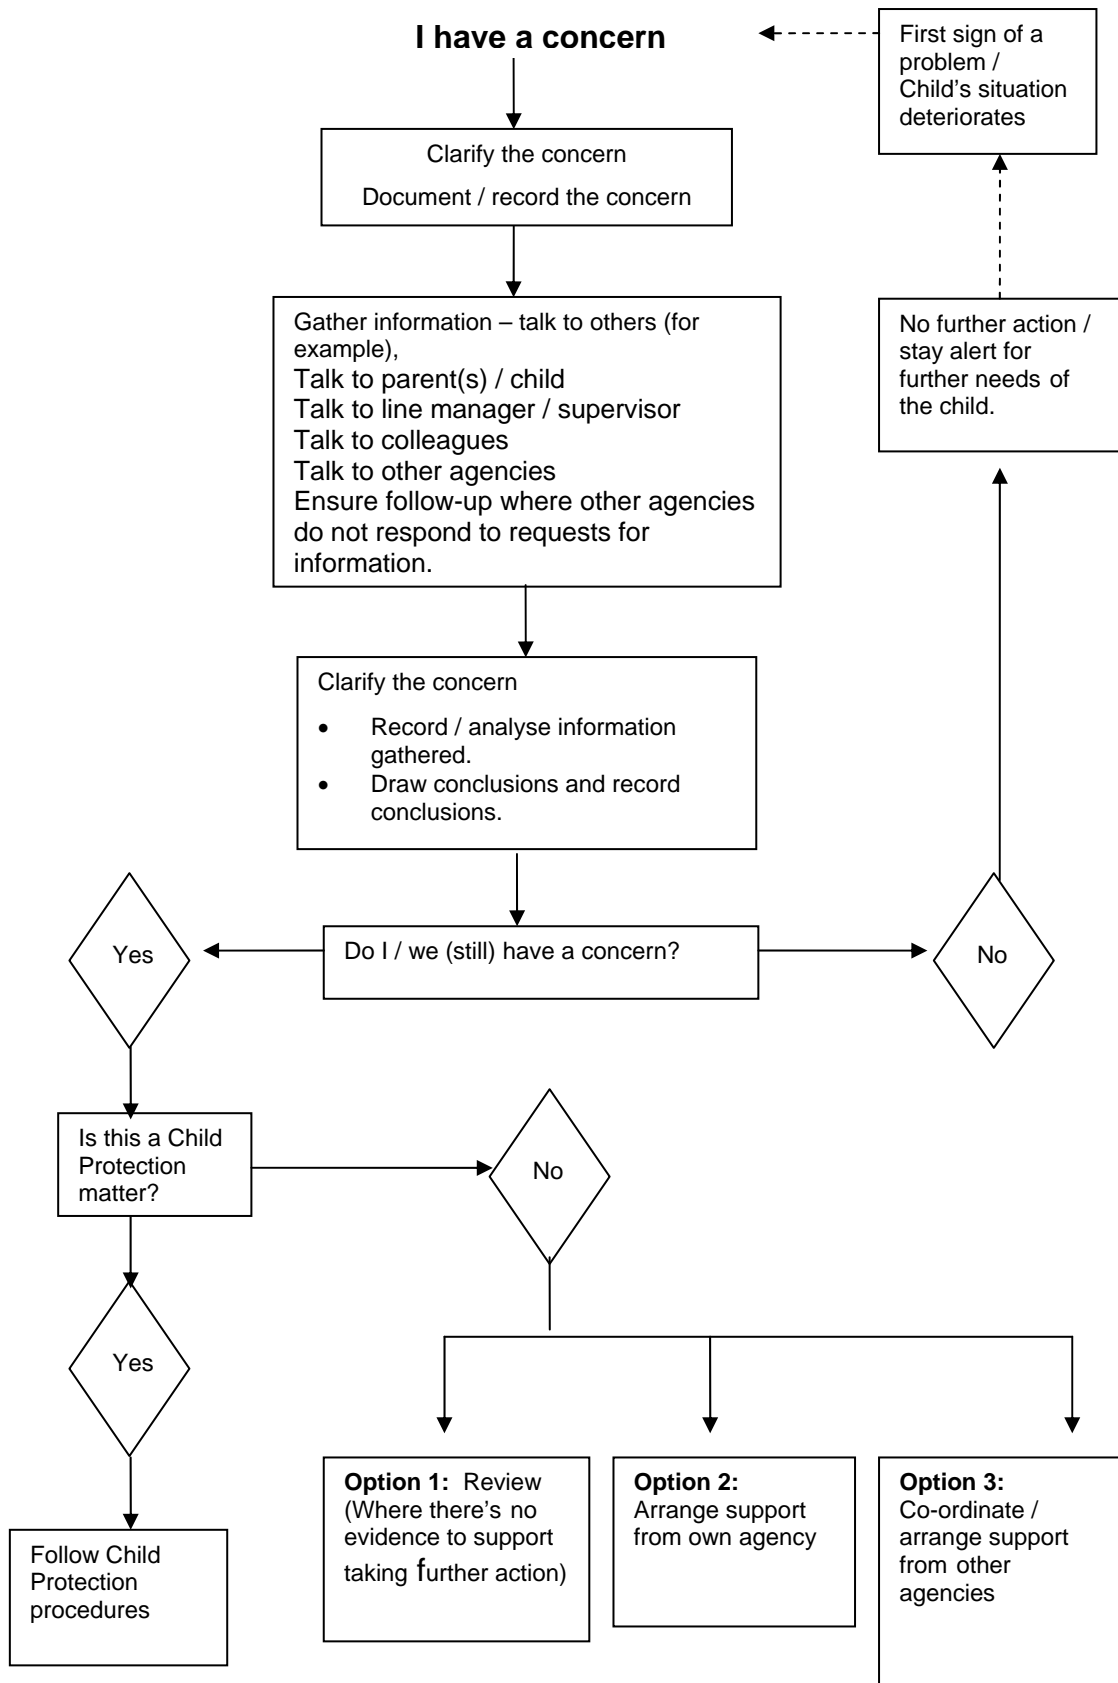 I have a concern
First sign of a
problem /
Child's situation
deteriorates
Clarify the concern
Document / record the concern
Gather information – talk to others (for
example),
Talk to parent(s) / child
Talk to line manager / supervisor
Talk to colleagues
Talk to other agencies
Ensure follow-up where other agencies
do not respond to requests for
information.
No further action /
stay alert for
further needs of
the child.
Clarify the concern
• Record / analyse information
gathered.
• Draw conclusions and record
conclusions.
Yes
Do I / we (still) have a concern?
No
Is this a Child
Protection
matter?
No
Yes
Option 1: Review
(Where there's no
evidence to support
taking further action)
Option 2:
Arrange support
from own agency
Option 3:
Co-ordinate /
arrange support
from other
agencies
Follow Child
Protection
procedures